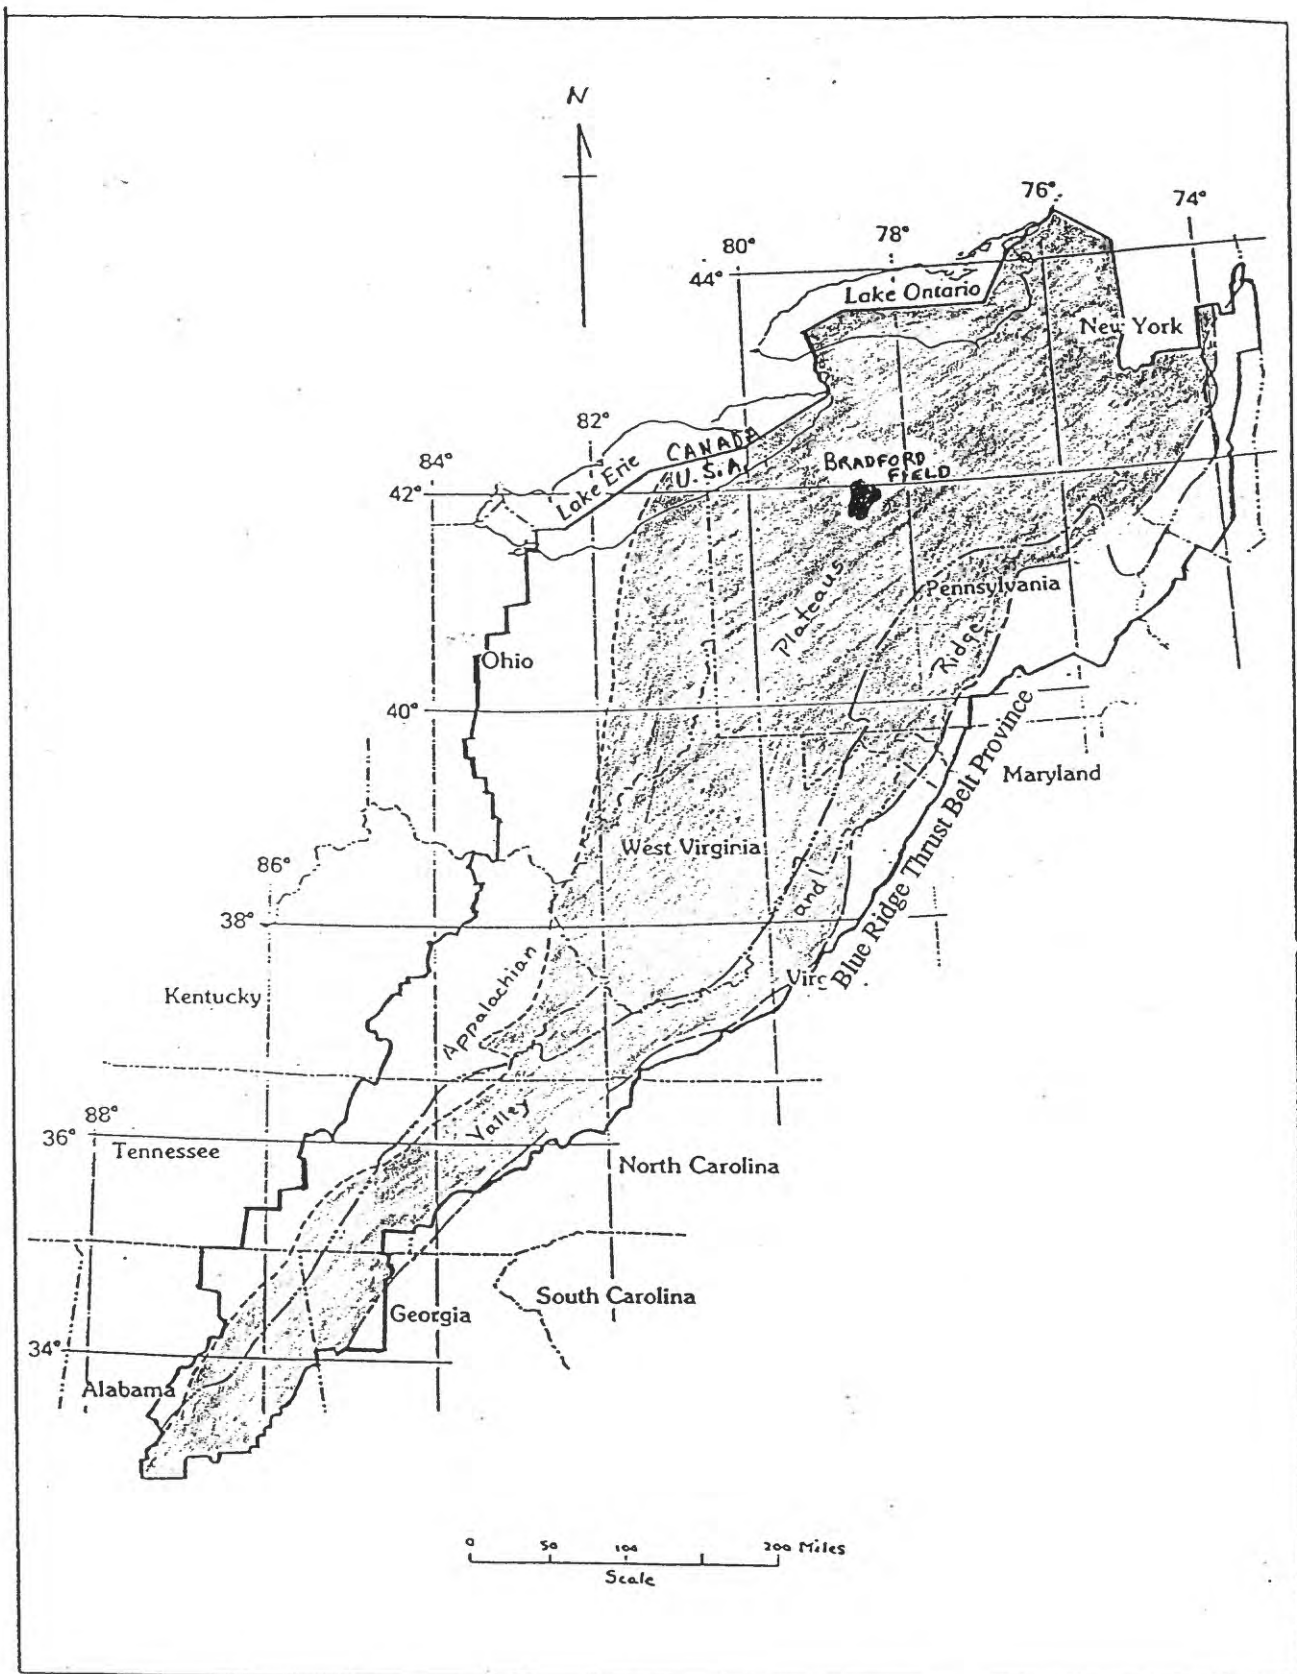 N
76°
74°
80°
78°
44°
Lake Ontario
New York
82°
CANADA
U.S.A.
84°
42°
Lake Erie
BRADFORD
FIELD
Plateaus
Pennsylvania
Ridge
Ohio
40°
Maryland
West Virginia
and
Blue Ridge Thrust Belt Province
86°
38°
Virg
Kentucky
Appalachian
Valley
88°
36°
Tennessee
North Carolina
South Carolina
Georgia
34°
Alabama
0 50 100 200 Miles
Scale